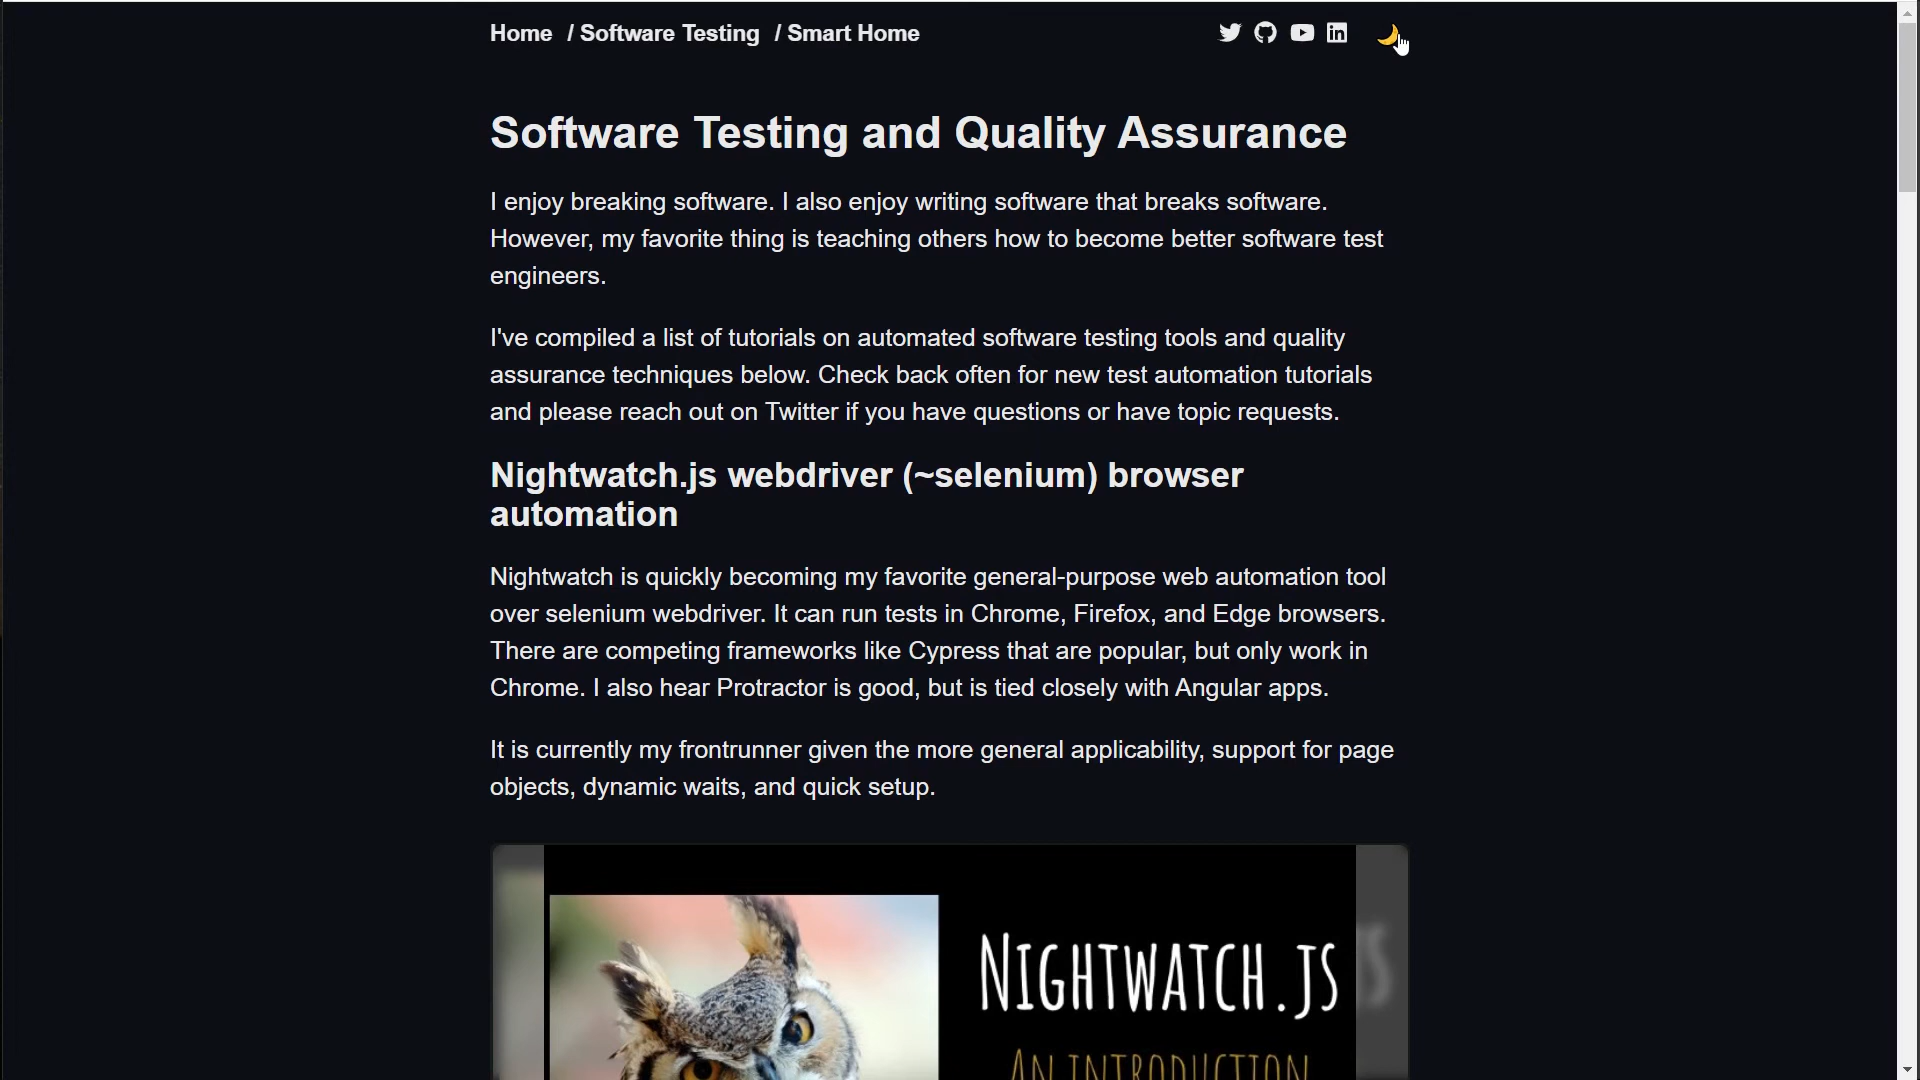 Home / Software Testing / Smart Home
Software Testing and Quality Assurance
I enjoy breaking software. I also enjoy writing software that breaks software.
However, my favorite thing is teaching others how to become better software test
engineers.
I've compiled a list of tutorials on automated software testing tools and quality
assurance techniques below. Check back often for new test automation tutorials
and please reach out on Twitter if you have questions or have topic requests.
Nightwatch.js webdriver (~selenium) browser
automation
Nightwatch is quickly becoming my favorite general-purpose web automation tool
over selenium webdriver. It can run tests in Chrome, Firefox, and Edge browsers.
There are competing frameworks like Cypress that are popular, but only work in
Chrome. I also hear Protractor is good, but is tied closely with Angular apps.
It is currently my frontrunner given the more general applicability, support for page
objects, dynamic waits, and quick setup.
NIGHTWATCH.JS
AN INTRODUCTION